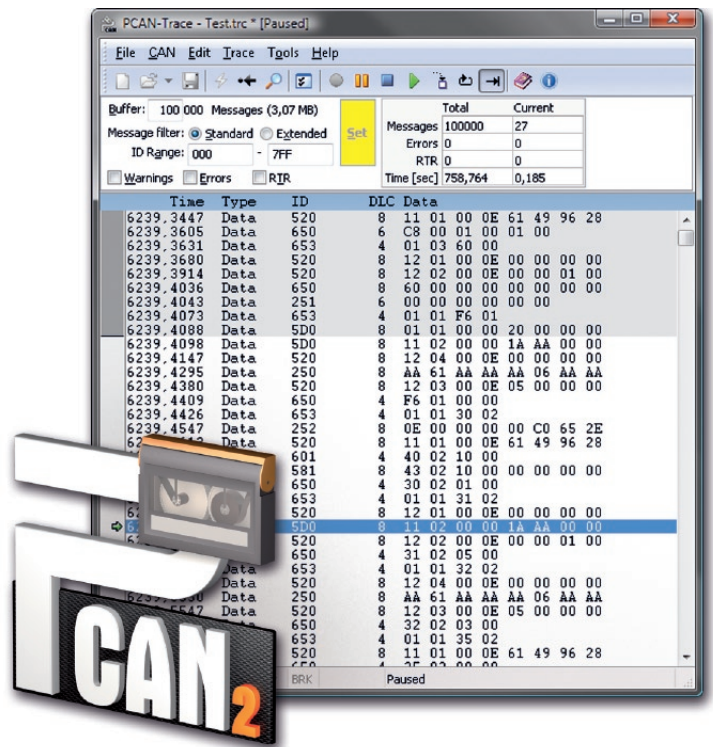 PCAN-Trace - Test.trc * [Paused]
File CAN Edit Trace Tools Help
Buffer: 100 000 Messages (3,07 MB)
Message filter: Standard Extended
ID Range: 000 - 7FF
Warnings Errors RTR
Set
Total Current
Messages 100000 27
Errors 0 0
RTR 0 0
Time [sec] 758,764 0,185
Time Type ID DLC Data
6239,3447 Data 520 8 11 01 00 0E 61 49 96 28
6239,3605 Data 650 6 C8 00 01 00 01 00
6239,3631 Data 653 4 01 03 60 00
6239,3680 Data 520 8 12 01 00 0E 00 00 00 00
6239,3914 Data 520 8 12 02 00 0E 00 00 01 00
6239,4036 Data 650 8 60 00 00 00 00 00 00 00
6239,4043 Data 251 6 00 00 00 00 00 00
6239,4073 Data 653 4 01 01 F6 01
6239,4088 Data 5D0 8 01 01 00 00 20 00 00 00
6239,4098 Data 5D0 8 11 02 00 00 1A AA 00 00
6239,4147 Data 520 8 12 04 00 0E 00 00 00 00
6239,4295 Data 250 8 AA 61 AA AA AA 06 AA AA
6239,4380 Data 520 8 12 03 00 0E 05 00 00 00
6239,4409 Data 650 4 F6 01 00 00
6239,4426 Data 653 4 01 01 30 02
6239,4547 Data 252 8 0E 00 00 00 00 C0 65 2E
Data 520 8 11 01 00 0E 61 49 96 28
601 4 40 02 10 00
581 8 43 02 10 00 00 00 00 00
650 4 30 02 01 00
653 4 01 01 31 02
520 8 12 01 00 0E 00 00 00 00
5D0 8 11 02 00 00 1A AA 00 00
520 8 12 02 00 0E 00 00 01 00
650 4 31 02 05 00
Data 653 4 01 01 32 02
Data 520 8 12 04 00 0E 00 00 00 00
Data 250 8 AA 61 AA AA AA 06 AA AA
Data 520 8 12 03 00 0E 05 00 00 00
650 4 32 02 03 00
653 4 01 01 35 02
520 8 11 01 00 0E 61 49 96 28
BRK Paused
PCAN 2